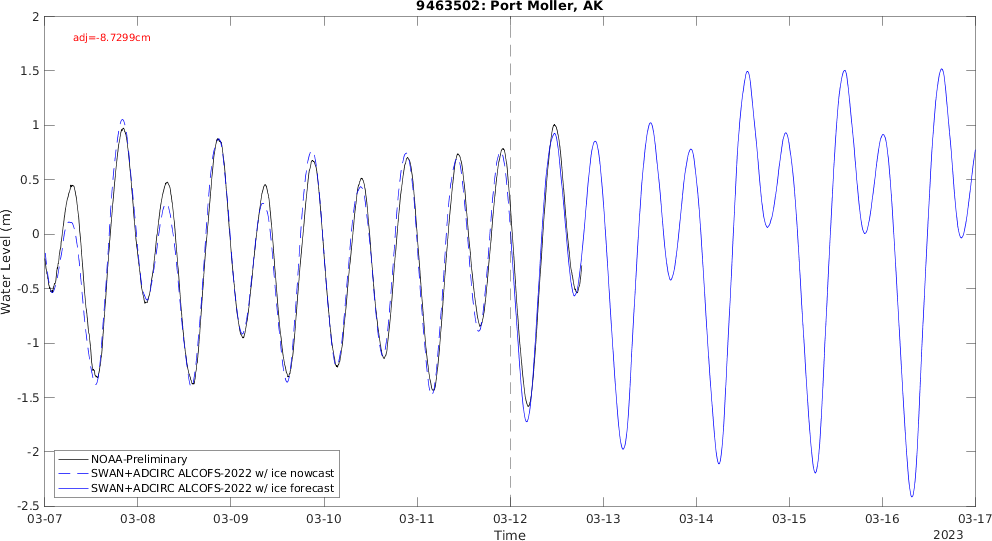 9463502: Port Moller, AK
adj=-8.7299cm
2
1.5
1
0.5
0
-0.5
-1
-1.5
-2
-2.5
Water Level (m)
NOAA-Preliminary
SWAN+ADCIRC ALCOFS-2022 w/ ice nowcast
SWAN+ADCIRC ALCOFS-2022 w/ ice forecast
03-07 03-08 03-09 03-10 03-11 03-12 03-13 03-14 03-15 03-16 03-17
Time
2023